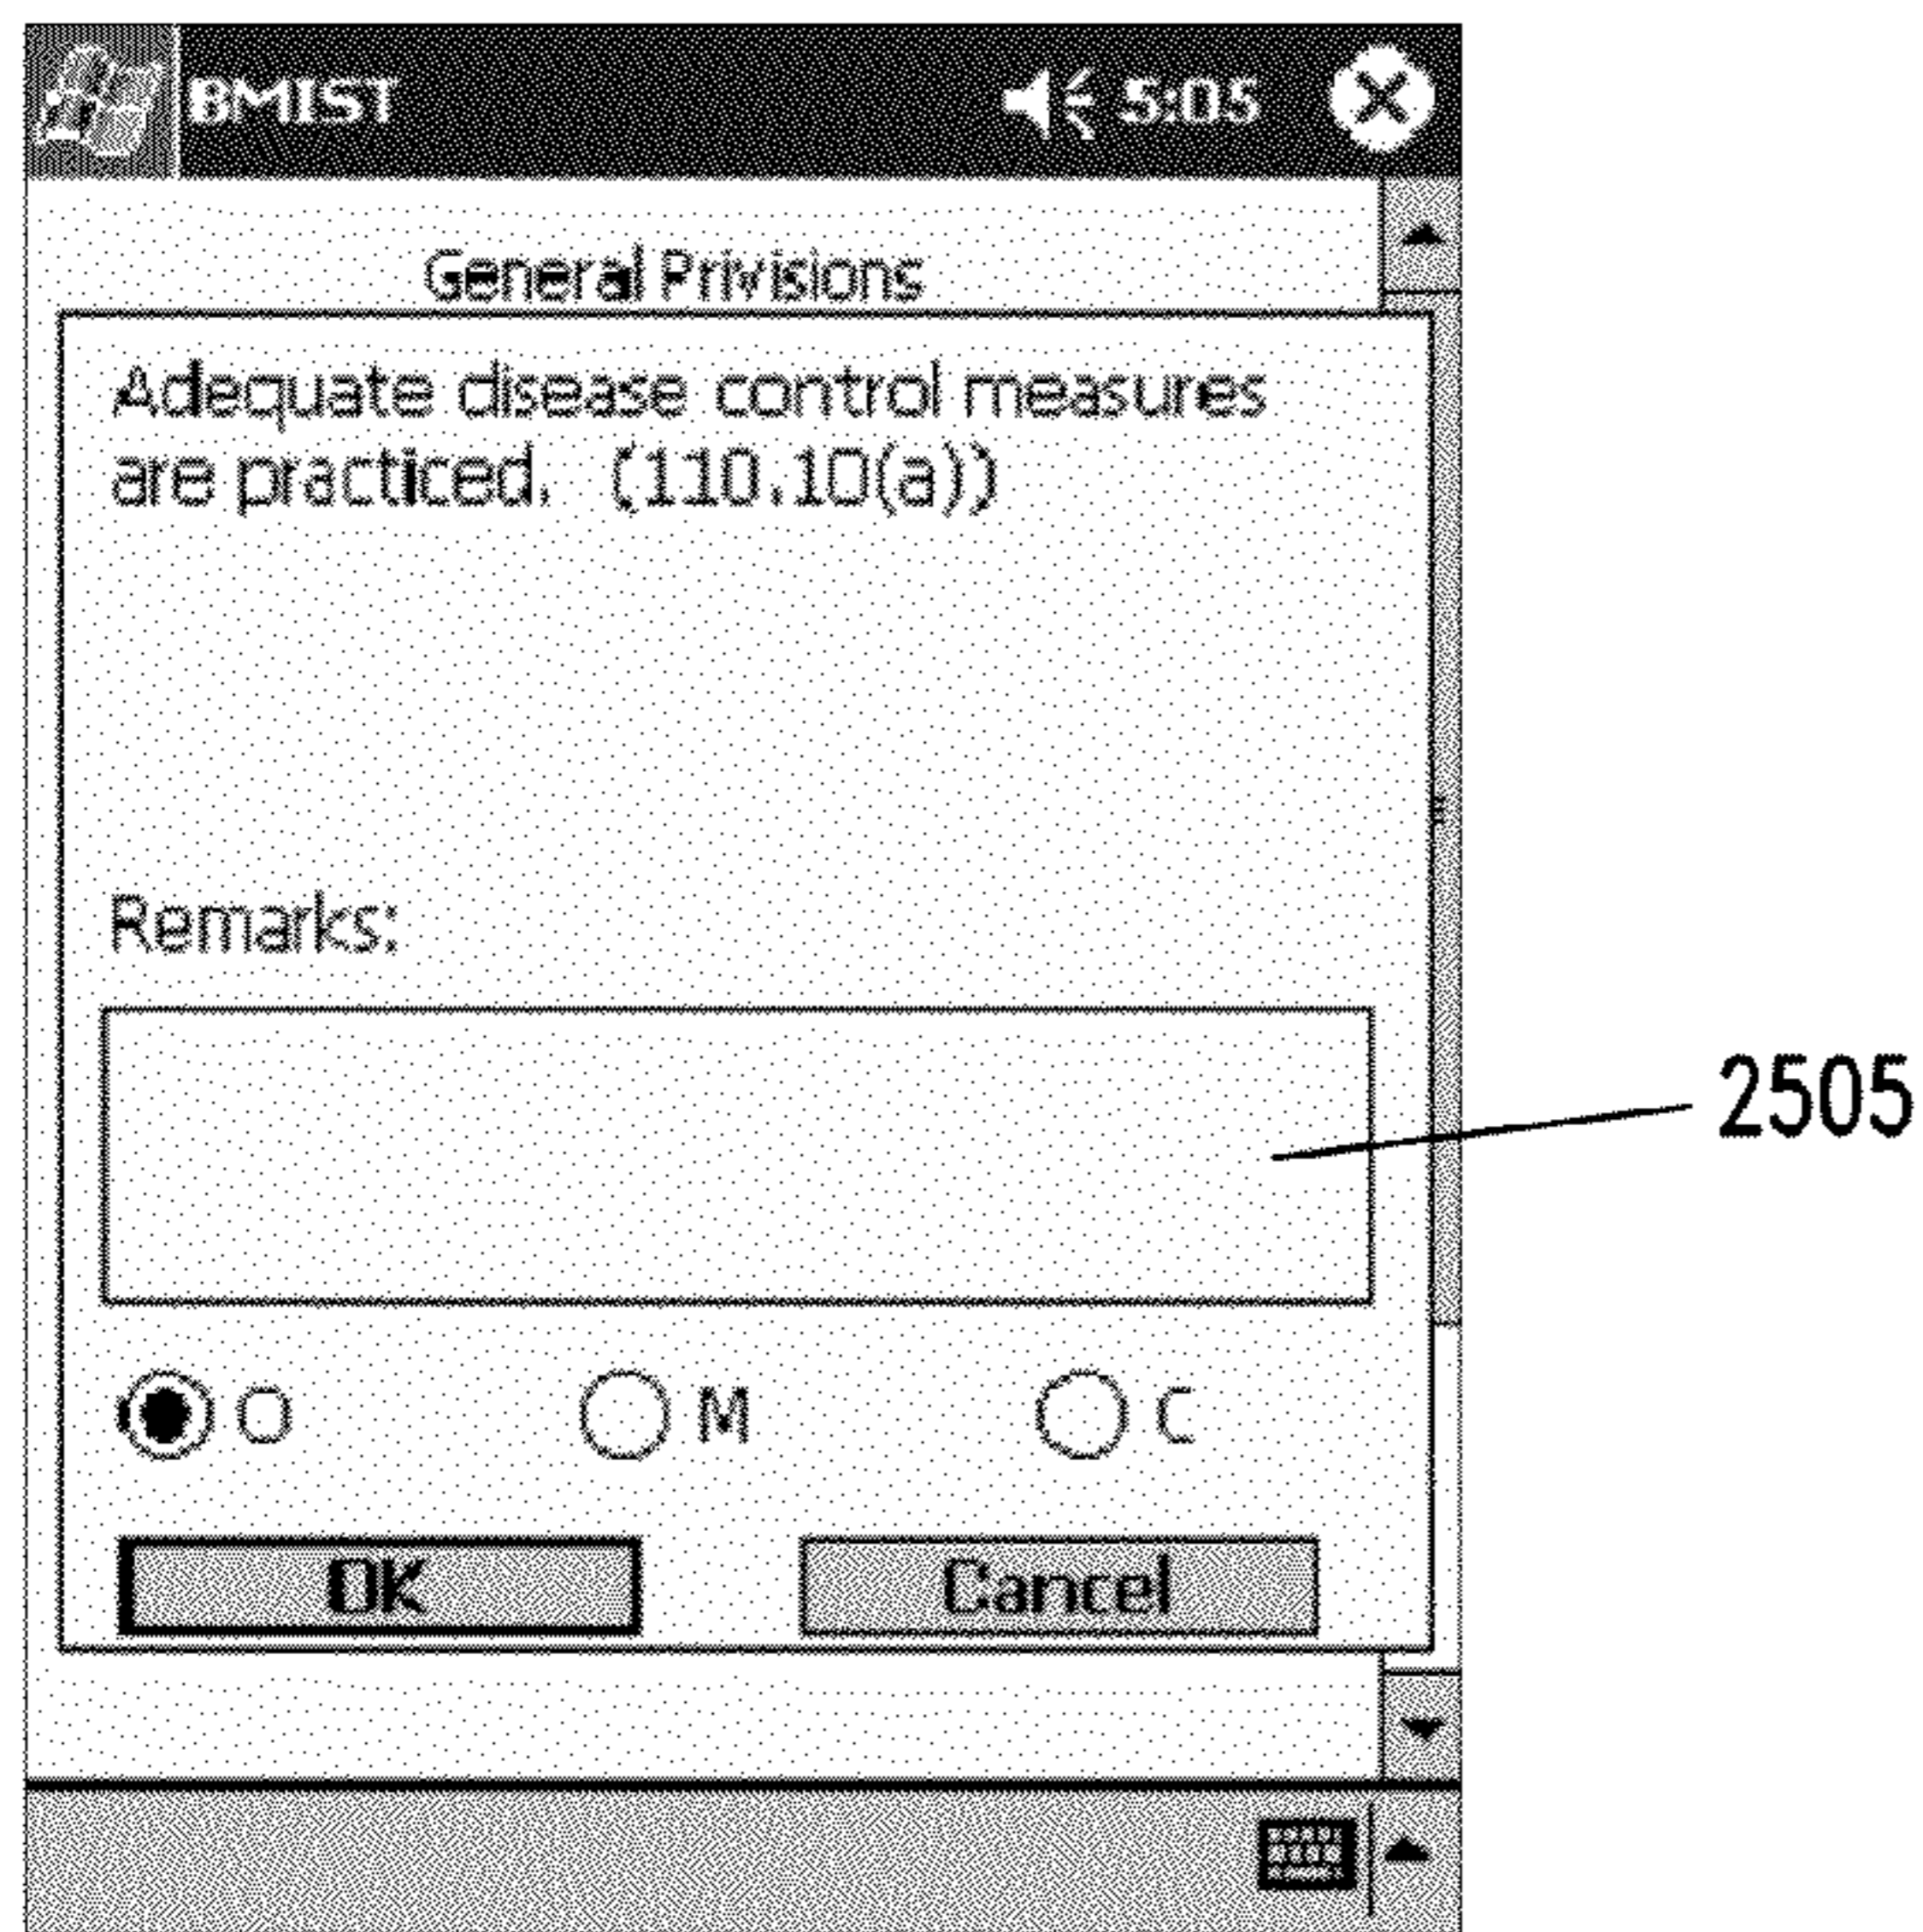 BMIST 5:05
General Privisions
Adequate disease control measures
are practiced. (110.10(a))
Remarks:
2505
O M C
OK Cancel